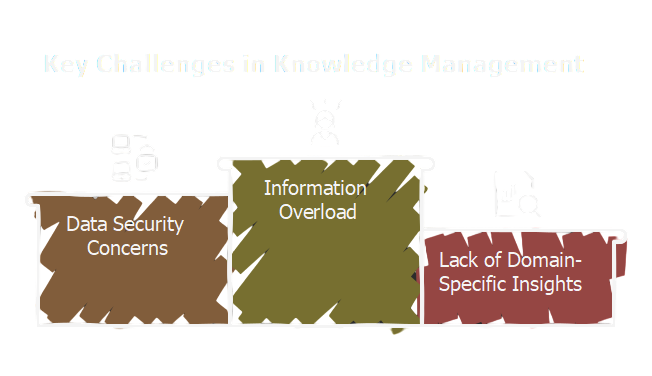 Key Challenges in Knowledge Management
Information
Overload
Data Security
Concerns
Lack of Domain-
Specific Insights